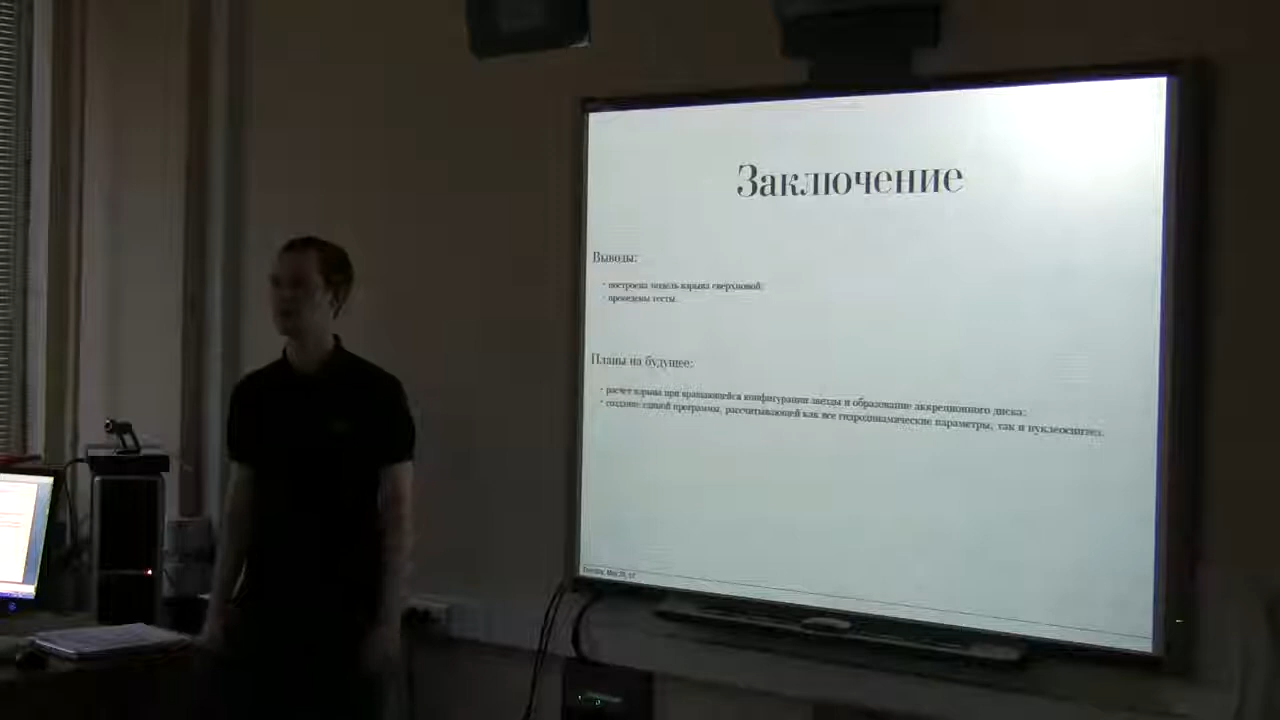 Заключение
Выводы:
- построена модель взрыва сверхновой;
- проведены тесты.
Планы на будущее:
- расчет взрыва при вращающейся конфигурации звезды и образование аккреционного диска;
- создание единой программы, рассчитывающей как все гидродинамические параметры, так и нуклеосинтез.